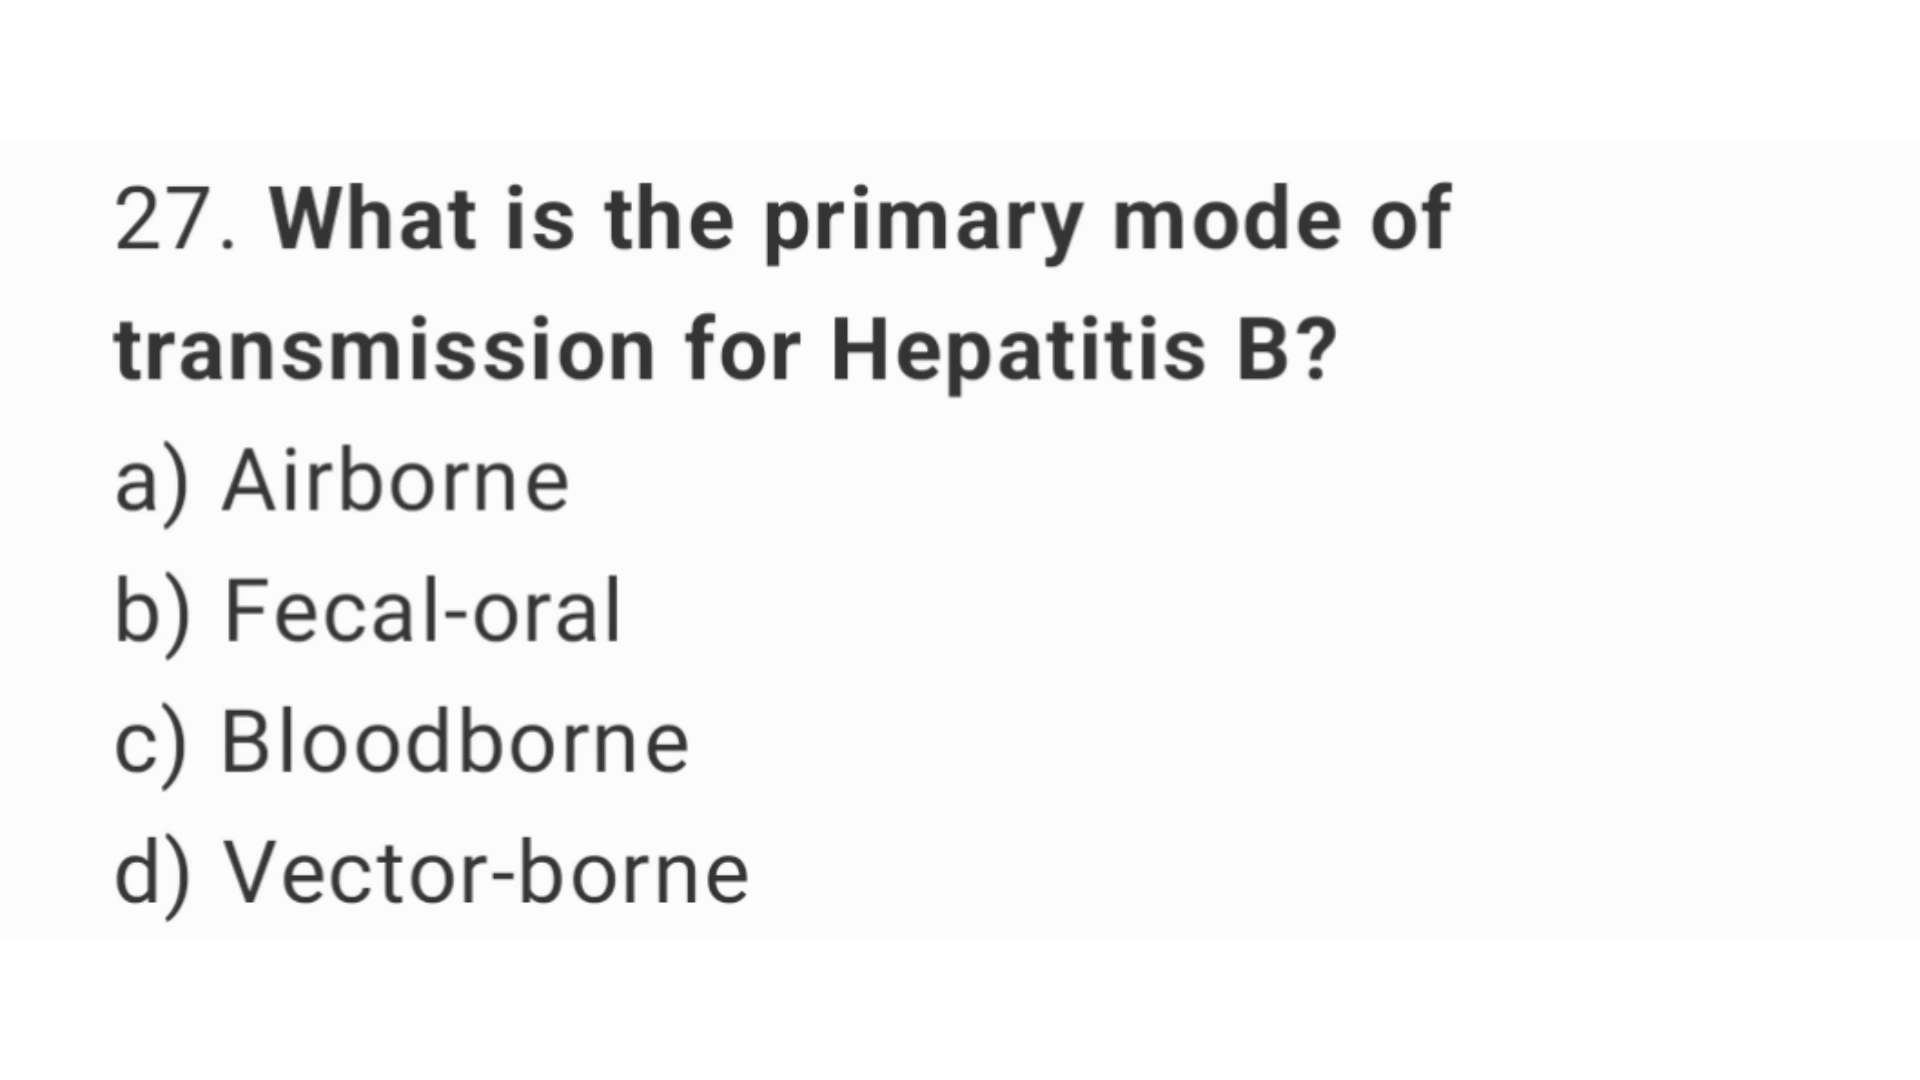 27. What is the primary mode of
transmission for Hepatitis B?
a) Airborne
b) Fecal-oral
c) Bloodborne
d) Vector-borne